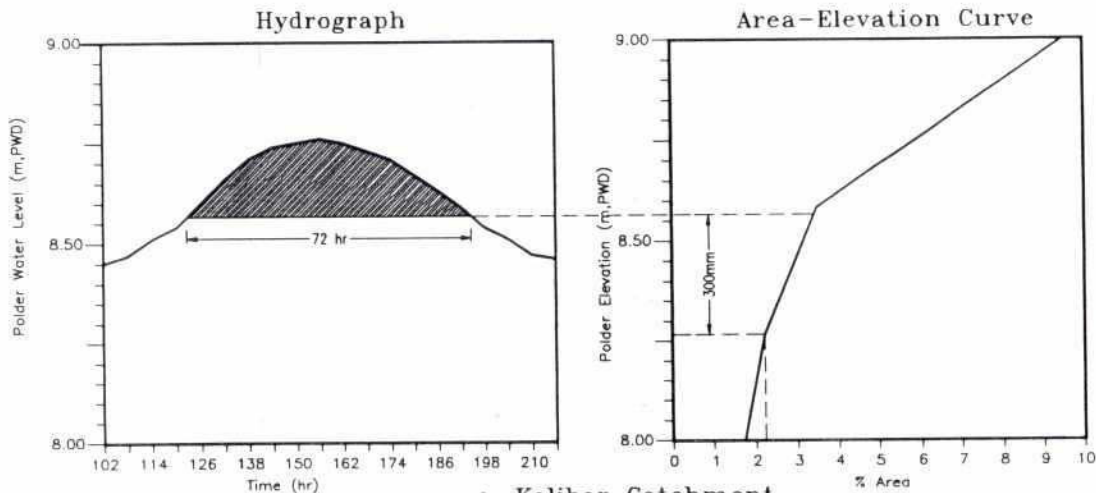 Hydrograph
Polder Water Level (m,PWD)
9.00
8.50
8.00
72 hr
102 114 126 138 150 162 174 186 198 210
Time (hr)
Area-Elevation Curve
Polder Elevation (m,PWD)
9.00
8.50
8.00
300mm
0 1 2 3 4 5 6 7 8 9 10
% Area
Kalihar Catchment